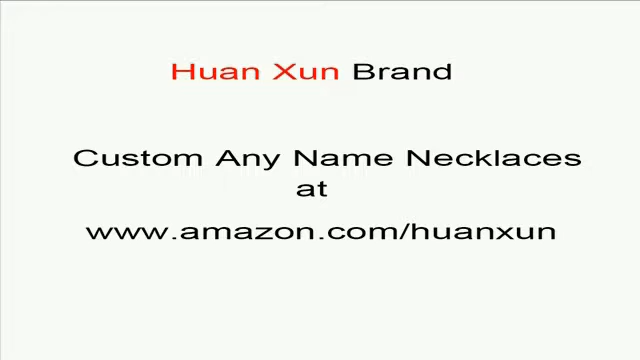 Huan Xun Brand
Custom Any Name Necklaces
at
www.amazon.com/huanxun